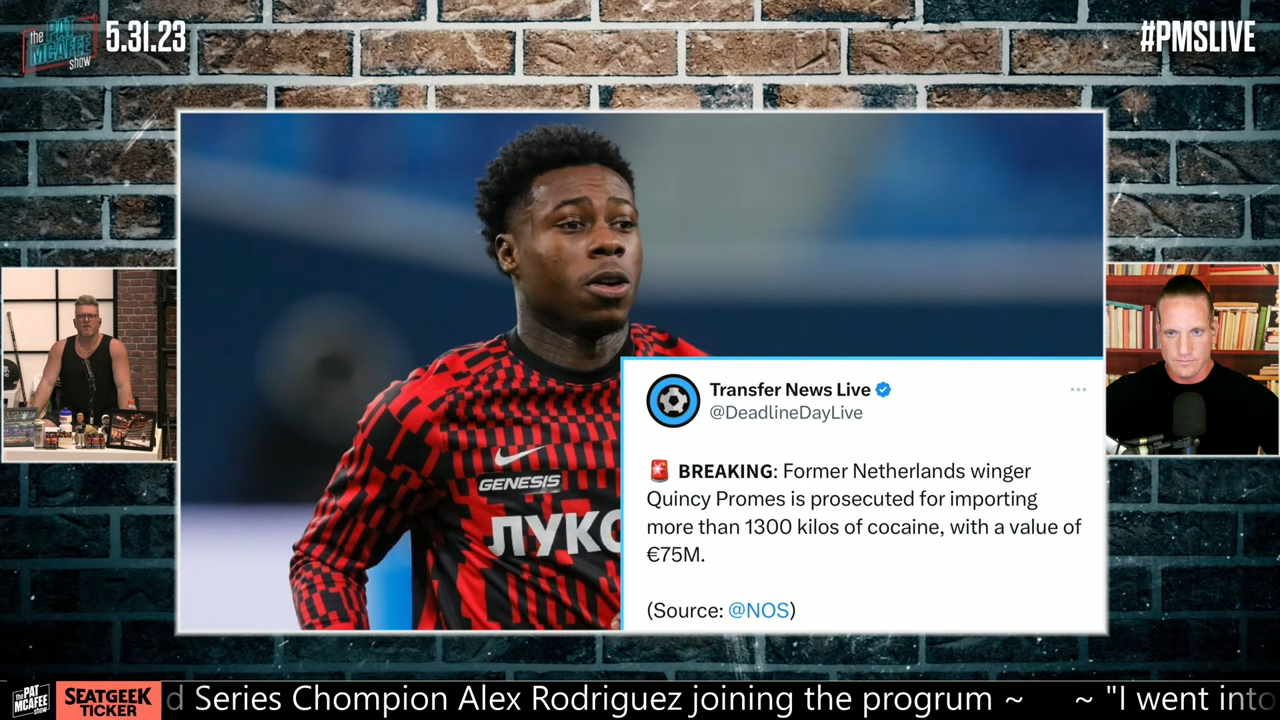 the PAT MCAFEE show
5.31.23
#PMSLIVE
GENESIS
ЛУКО
Transfer News Live
@DeadlineDayLive
🚨 BREAKING: Former Netherlands winger
Quincy Promes is prosecuted for importing
more than 1300 kilos of cocaine, with a value of
€75M.
(Source: @NOS)
the PAT MCAFEE show
SEATGEEK
TICKER
d Series Chompion Alex Rodriguez joining the progrum ~ ~ "I went into